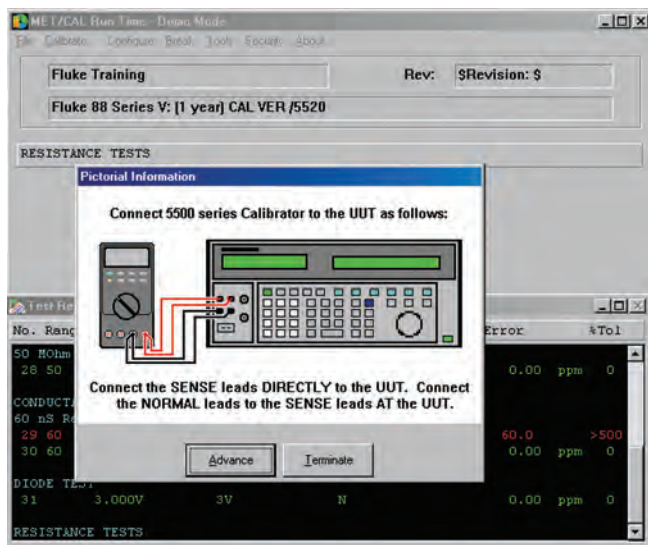 MET/CAL Run Time - Demo Mode
File Calibrate Configure Break Tools Security About
Fluke Training Rev: $Revision: $
Fluke 88 Series V: [1 year] CAL VER /5520
RESISTANCE TESTS
Pictorial Information
Connect 5500 series Calibrator to the UUT as follows:
Connect the SENSE leads DIRECTLY to the UUT. Connect
the NORMAL leads to the SENSE leads AT the UUT.
Advance Terminate
Test Re
No. Rang Error %Tol
50 MOhm
28 50 0.00 ppm 0
CONDUCT
60 nS Re
29 60 60.0 >500
30 60 0.00 ppm 0
DIODE TE
31 3.000V 3V N 0.00 ppm 0
RESISTANCE TESTS